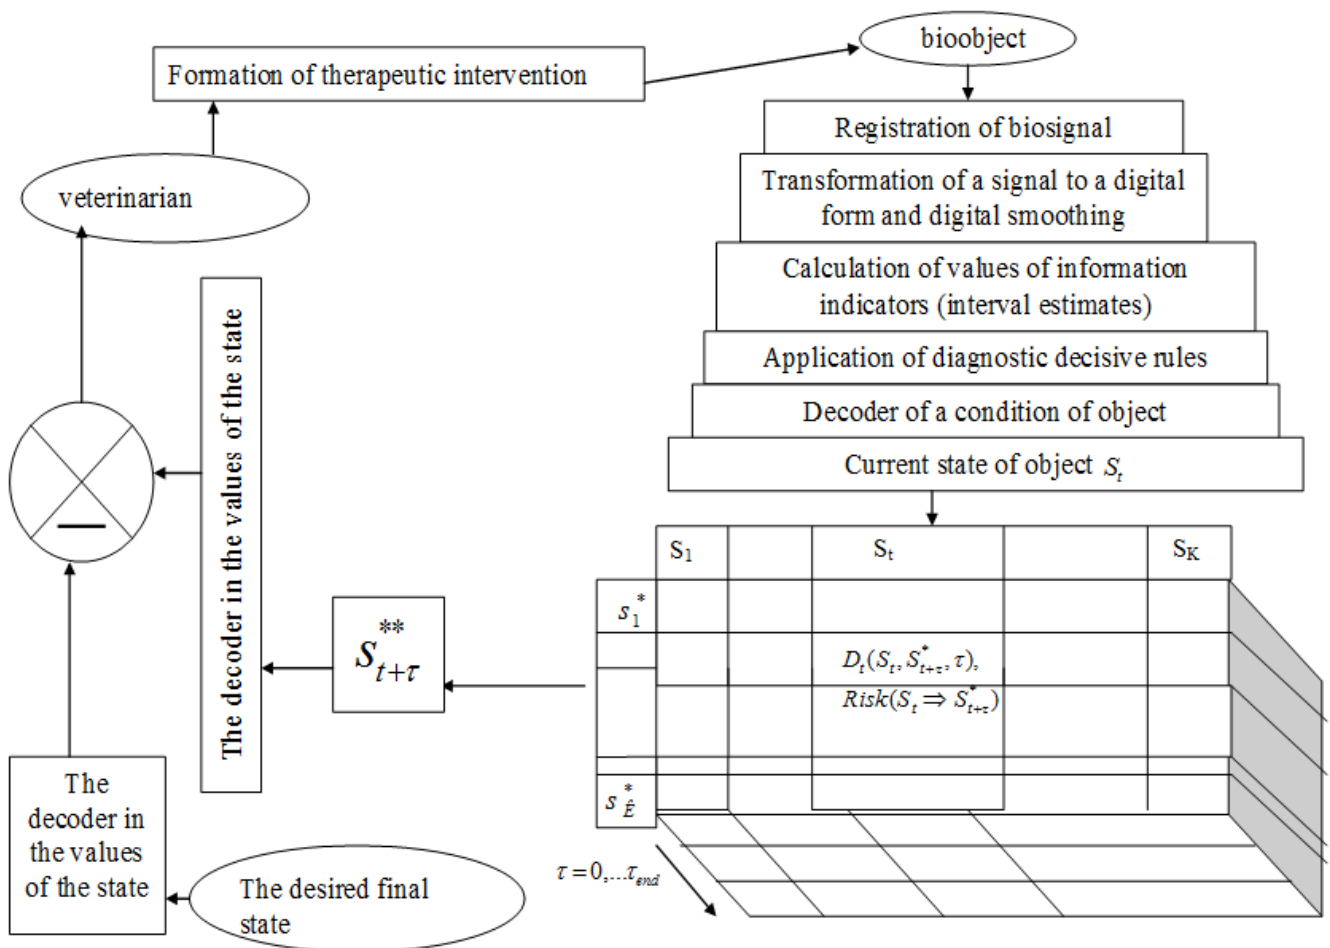 bioobject
Formation of therapeutic intervention
Registration of biosignal
Transformation of a signal to a digital
form and digital smoothing
veterinarian
Calculation of values of information
indicators (interval estimates)
Application of diagnostic decisive rules
Decoder of a condition of object
Current state of object S_t
The decoder in the values of the state
S_1 S_t S_K
s_1^*
D_t(S_t, S_{t+τ}^*, τ),
Risk(S_t ⇒ S_{t+τ}^*)
s_Ê^*
S_{t+τ}^{**}
τ = 0,...τ_{end}
The
decoder in
the values
of the state
The desired final
state